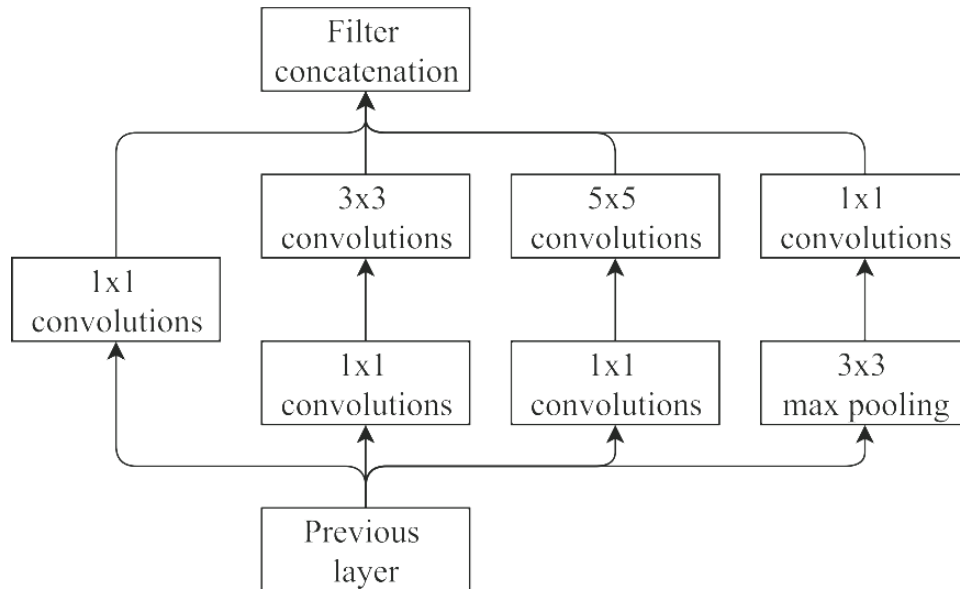 Filter
concatenation
3x3
convolutions
5x5
convolutions
1x1
convolutions
1x1
convolutions
1x1
convolutions
1x1
convolutions
3x3
max pooling
Previous
layer